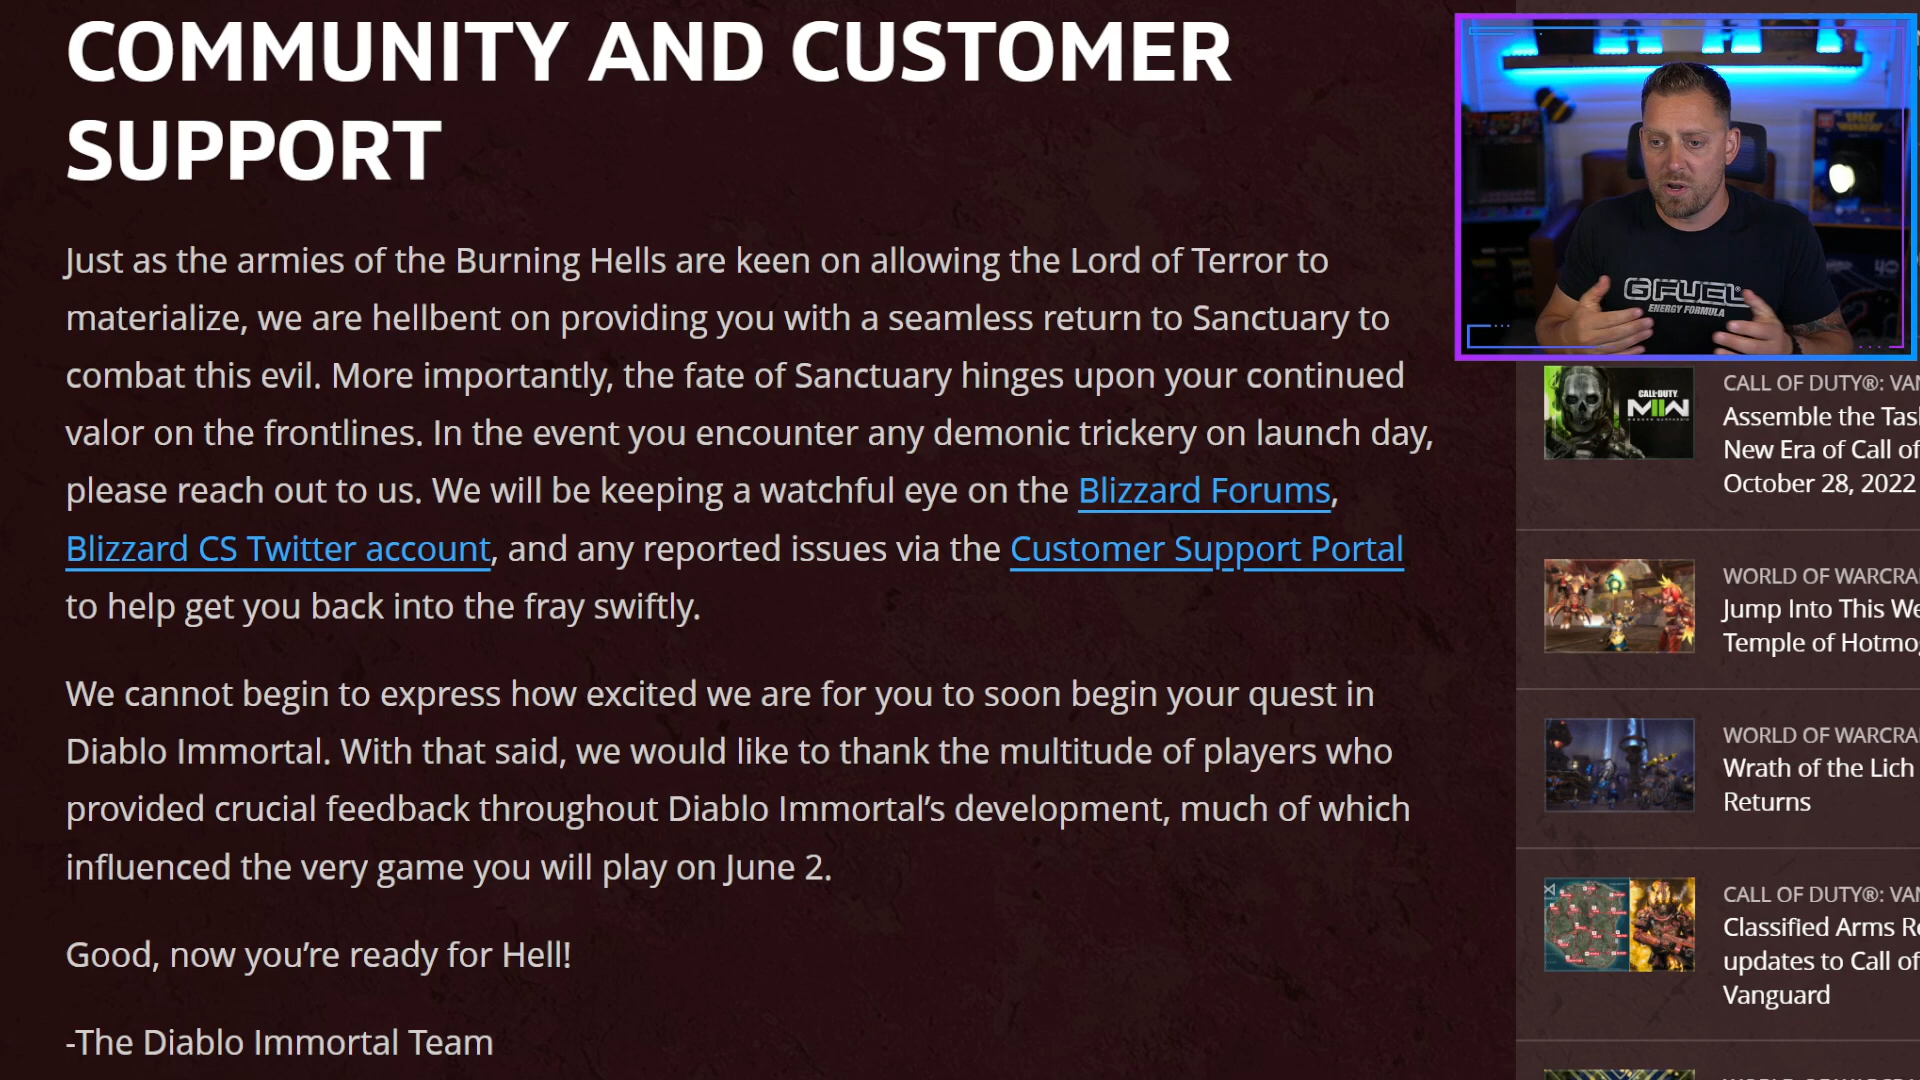 COMMUNITY AND CUSTOMER
SUPPORT
Just as the armies of the Burning Hells are keen on allowing the Lord of Terror to
materialize, we are hellbent on providing you with a seamless return to Sanctuary to
combat this evil. More importantly, the fate of Sanctuary hinges upon your continued
valor on the frontlines. In the event you encounter any demonic trickery on launch day,
please reach out to us. We will be keeping a watchful eye on the Blizzard Forums,
Blizzard CS Twitter account, and any reported issues via the Customer Support Portal
to help get you back into the fray swiftly.
We cannot begin to express how excited we are for you to soon begin your quest in
Diablo Immortal. With that said, we would like to thank the multitude of players who
provided crucial feedback throughout Diablo Immortal’s development, much of which
influenced the very game you will play on June 2.
Good, now you’re ready for Hell!
-The Diablo Immortal Team
G FUEL®
ENERGY FORMULA
CALL OF DUTY
MWII
CALL OF DUTY®: VAN
Assemble the Tas
New Era of Call of
October 28, 2022
WORLD OF WARCRA
Jump Into This We
Temple of Hotmo
WORLD OF WARCRA
Wrath of the Lich
Returns
CALL OF DUTY®: VAN
Classified Arms Re
updates to Call of
Vanguard